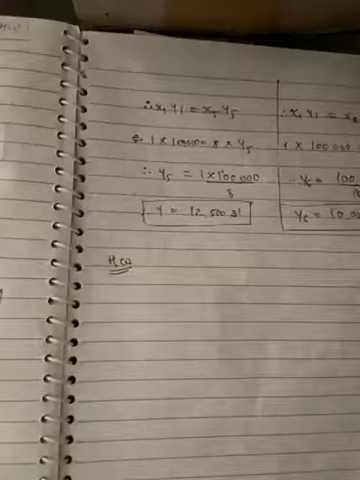 ∴ x₁ y₁ = x₅ y₅
1 × 100000 = 8 × y₅
∴ y₅ = 1 × 100 000
8
y = 12,500 /-
∴ x₁ y₁ = x₆
1 × 100 000
∴ y₆ = 100
y₆ = 10,00
H.W